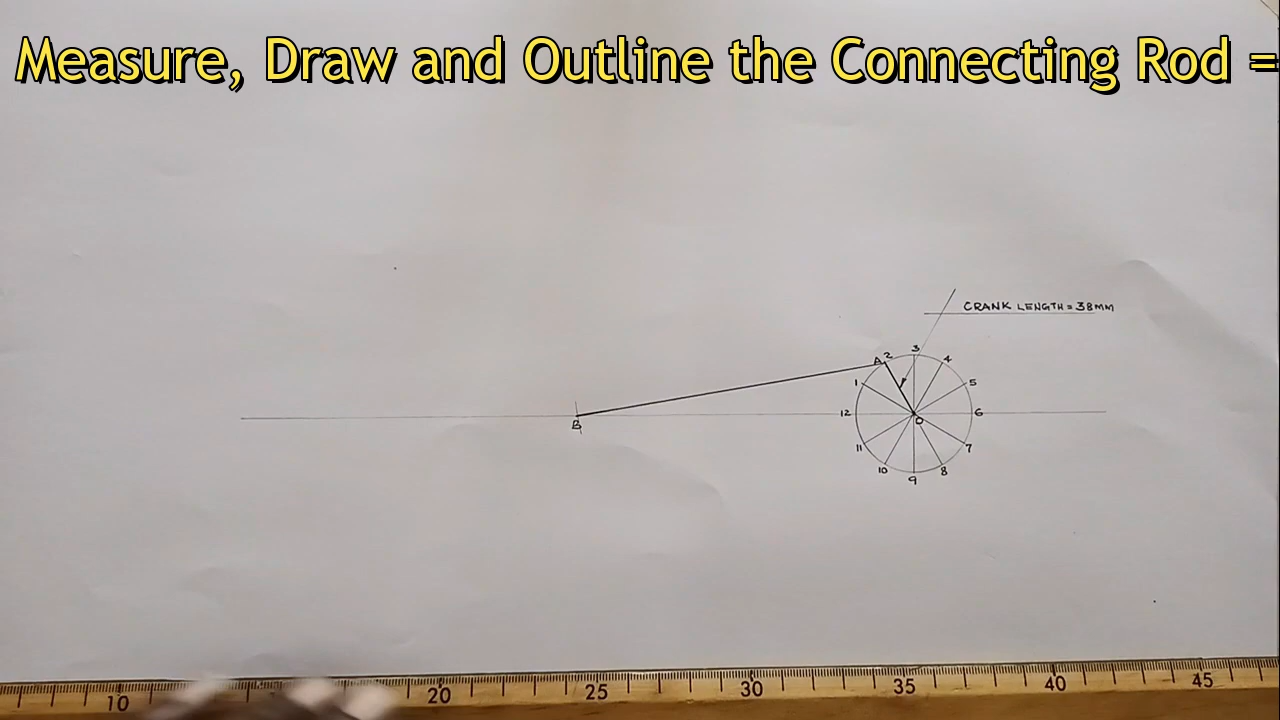 Measure, Draw and Outline the Connecting Rod =
CRANK LENGTH = 38MM
A 2 3 4
1 5
12 O 6
B
11 7
10 9 8
10 20 25 30 35 40 45